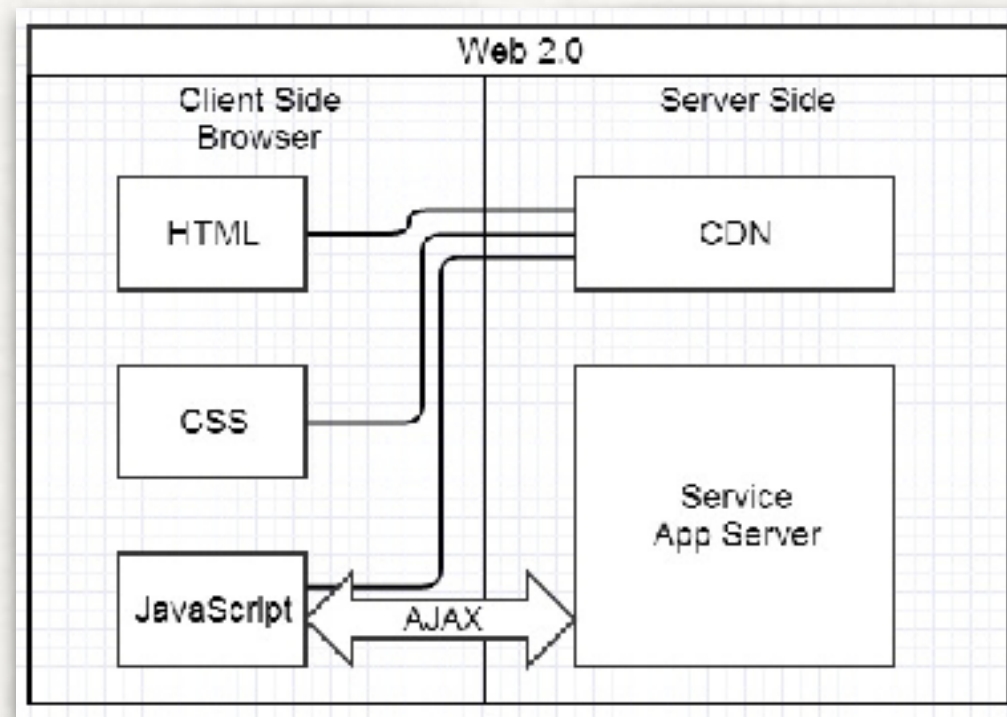 Web 2.0
Client Side
Browser
Server Side
HTML
CDN
CSS
Service
App Server
JavaScript
AJAX